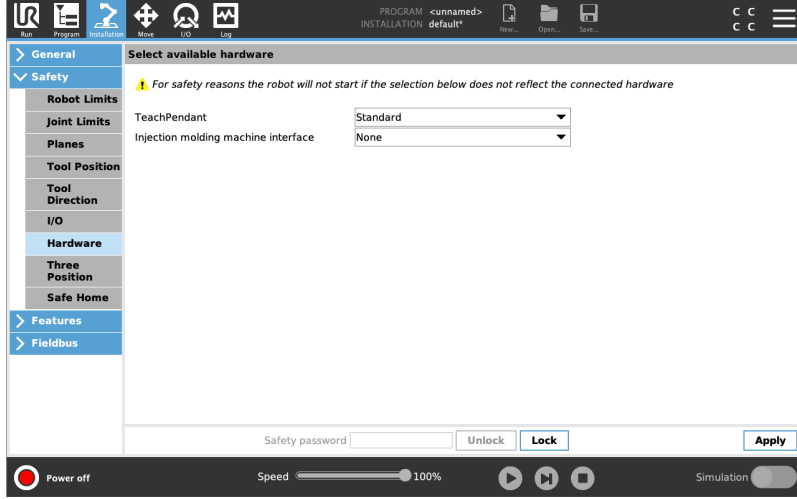 UR
PROGRAM <unnamed>
INSTALLATION default*
C C
C C
Run Program Installation Move I/O Log New... Open... Save...
General
Safety
Robot Limits
Joint Limits
Planes
Tool Position
Tool
Direction
I/O
Hardware
Three
Position
Safe Home
Features
Fieldbus
Select available hardware
For safety reasons the robot will not start if the selection below does not reflect the connected hardware
TeachPendant Standard
Injection molding machine interface None
Safety password Unlock Lock Apply
Power off Speed 100% Simulation